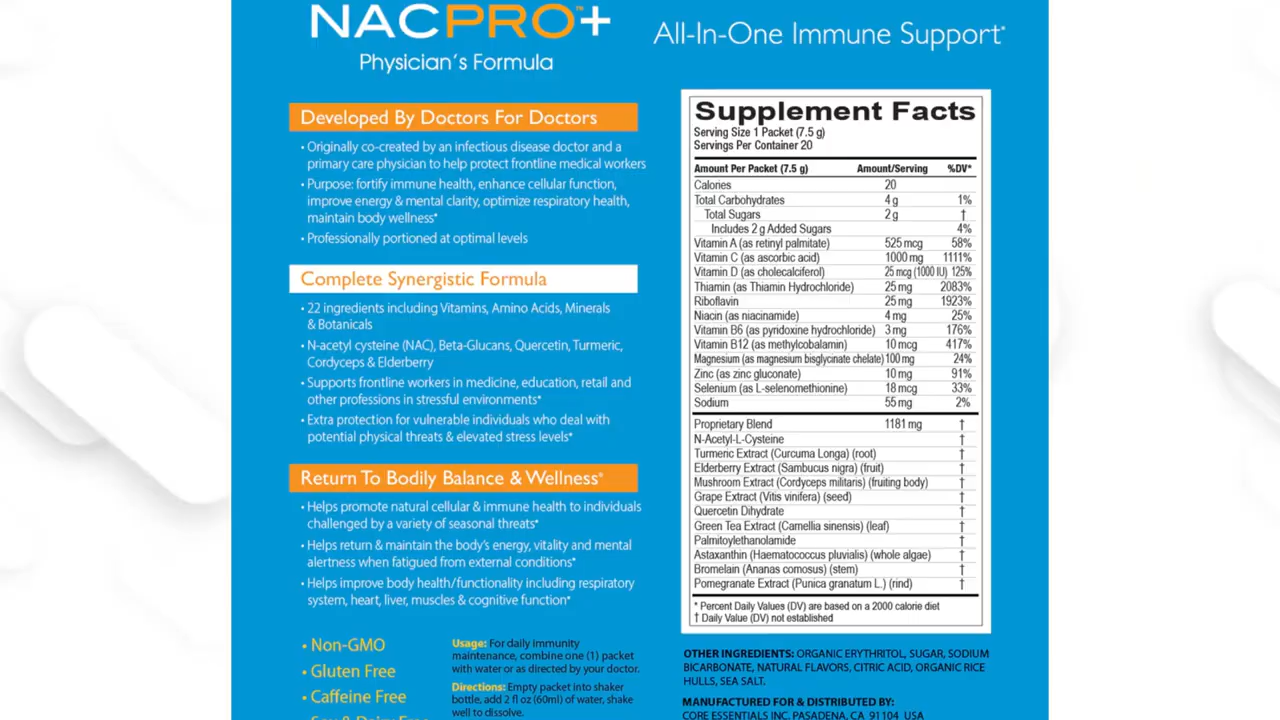 NACPRO™+
Physician's Formula
All-In-One Immune Support*
Developed By Doctors For Doctors
• Originally co-created by an infectious disease doctor and a
primary care physician to help protect frontline medical workers
• Purpose: fortify immune health, enhance cellular function,
improve energy & mental clarity, optimize respiratory health,
maintain body wellness*
• Professionally portioned at optimal levels
Complete Synergistic Formula
• 22 ingredients including Vitamins, Amino Acids, Minerals
& Botanicals
• N-acetyl cysteine (NAC), Beta-Glucans, Quercetin, Turmeric,
Cordyceps & Elderberry
• Supports frontline workers in medicine, education, retail and
other professions in stressful environments*
• Extra protection for vulnerable individuals who deal with
potential physical threats & elevated stress levels*
Return To Bodily Balance & Wellness*
• Helps promote natural cellular & immune health to individuals
challenged by a variety of seasonal threats*
• Helps return & maintain the body's energy, vitality and mental
alertness when fatigued from external conditions*
• Helps improve body health/functionality including respiratory
system, heart, liver, muscles & cognitive function*
• Non-GMO
• Gluten Free
• Caffeine Free
• Soy & Dairy Free
Usage: For daily immunity
maintenance, combine one (1) packet
with water or as directed by your doctor.
Directions: Empty packet into shaker
bottle, add 2 fl oz (60ml) of water, shake
well to dissolve.
Supplement Facts
Serving Size 1 Packet (7.5 g)
Servings Per Container 20
Amount Per Packet (7.5 g) Amount/Serving %DV*
Calories 20
Total Carbohydrates 4 g 1%
Total Sugars 2 g †
Includes 2 g Added Sugars 4%
Vitamin A (as retinyl palmitate) 525 mcg 58%
Vitamin C (as ascorbic acid) 1000 mg 1111%
Vitamin D (as cholecalciferol) 25 mcg (1000 IU) 125%
Thiamin (as Thiamin Hydrochloride) 25 mg 2083%
Riboflavin 25 mg 1923%
Niacin (as niacinamide) 4 mg 25%
Vitamin B6 (as pyridoxine hydrochloride) 3 mg 176%
Vitamin B12 (as methylcobalamin) 10 mcg 417%
Magnesium (as magnesium bisglycinate chelate) 100 mg 24%
Zinc (as zinc gluconate) 10 mg 91%
Selenium (as L-selenomethionine) 18 mcg 33%
Sodium 55 mg 2%
Proprietary Blend 1181 mg †
N-Acetyl-L-Cysteine †
Turmeric Extract (Curcuma Longa) (root) †
Elderberry Extract (Sambucus nigra) (fruit) †
Mushroom Extract (Cordyceps militaris) (fruiting body) †
Grape Extract (Vitis vinifera) (seed) †
Quercetin Dihydrate †
Green Tea Extract (Camellia sinensis) (leaf) †
Palmitoylethanolamide †
Astaxanthin (Haematococcus pluvialis) (whole algae) †
Bromelain (Ananas comosus) (stem) †
Pomegranate Extract (Punica granatum L.) (rind) †
* Percent Daily Values (DV) are based on a 2000 calorie diet
† Daily Value (DV) not established
OTHER INGREDIENTS: ORGANIC ERYTHRITOL, SUGAR, SODIUM
BICARBONATE, NATURAL FLAVORS, CITRIC ACID, ORGANIC RICE
HULLS, SEA SALT.
MANUFACTURED FOR & DISTRIBUTED BY:
CORE ESSENTIALS INC. PASADENA, CA 91104 USA